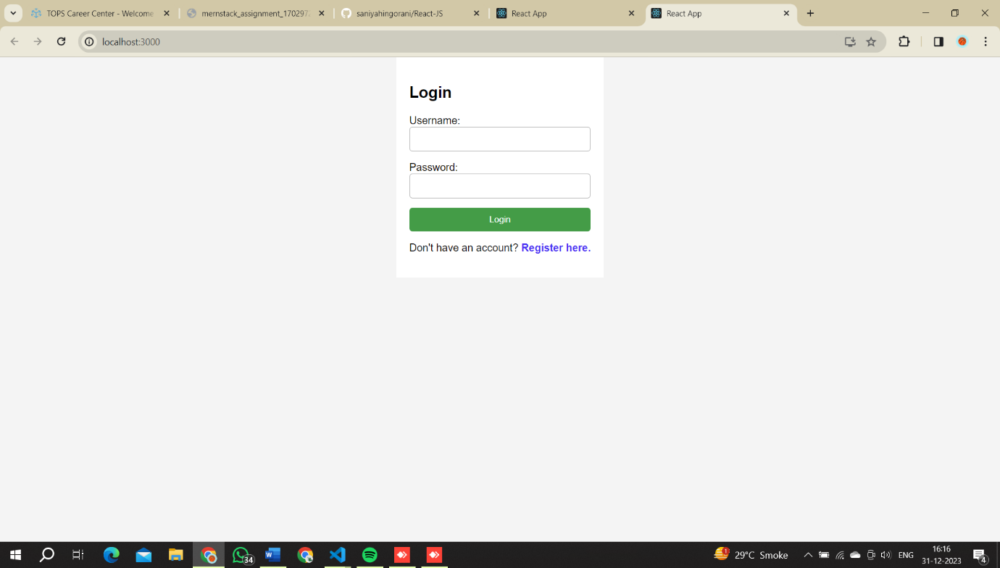 TOPS Career Center - Welcome
mernstack_assignment_170297
saniyahingorani/React-JS
React App
React App
localhost:3000
Login
Username:
Password:
Login
Don't have an account? Register here.
34
1
29°C Smoke
ENG
16:16
31-12-2023
4